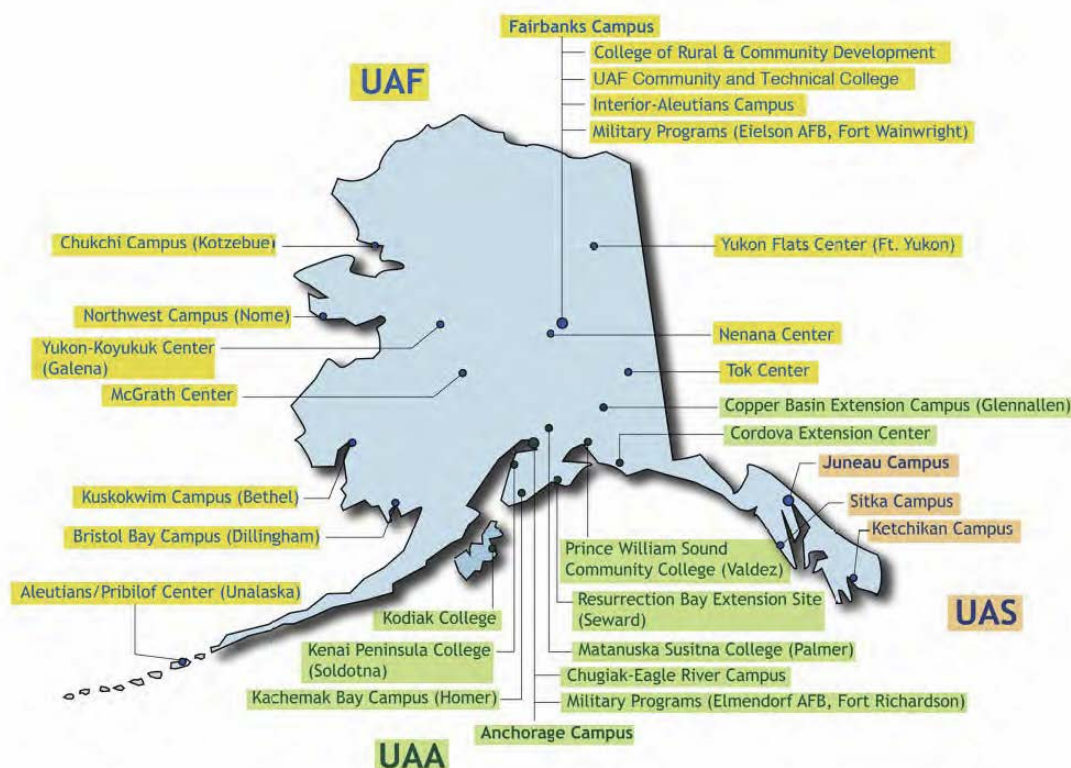 Fairbanks Campus
College of Rural & Community Development
UAF
UAF Community and Technical College
Interior-Aleutians Campus
Military Programs (Eielson AFB, Fort Wainwright)
Chukchi Campus (Kotzebue)
Yukon Flats Center (Ft. Yukon)
Northwest Campus (Nome)
Nenana Center
Yukon-Koyukuk Center
(Galena)
Tok Center
McGrath Center
Copper Basin Extension Campus (Glennallen)
Cordova Extension Center
Juneau Campus
Kuskokwim Campus (Bethel)
Sitka Campus
Ketchikan Campus
Bristol Bay Campus (Dillingham)
Prince William Sound
Community College (Valdez)
Aleutians/Pribilof Center (Unalaska)
Resurrection Bay Extension Site
(Seward)
UAS
Kodiak College
Kenai Peninsula College
(Soldotna)
Matanuska Susitna College (Palmer)
Chugiak-Eagle River Campus
Kachemak Bay Campus (Homer)
Military Programs (Elmendorf AFB, Fort Richardson)
Anchorage Campus
UAA